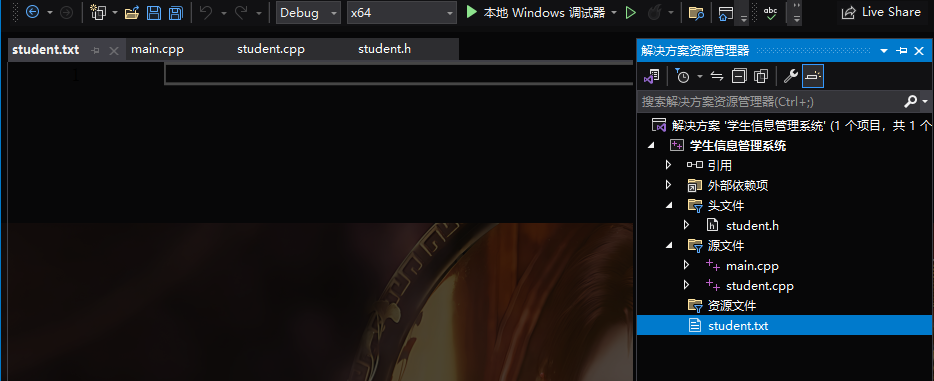 Debug x64 本地 Windows 调试器 abc Live Share
student.txt main.cpp student.cpp student.h
解决方案资源管理器
搜索解决方案资源管理器(Ctrl+;)
解决方案 '学生信息管理系统' (1 个项目，共 1 个
学生信息管理系统
引用
外部依赖项
头文件
student.h
源文件
main.cpp
student.cpp
资源文件
student.txt